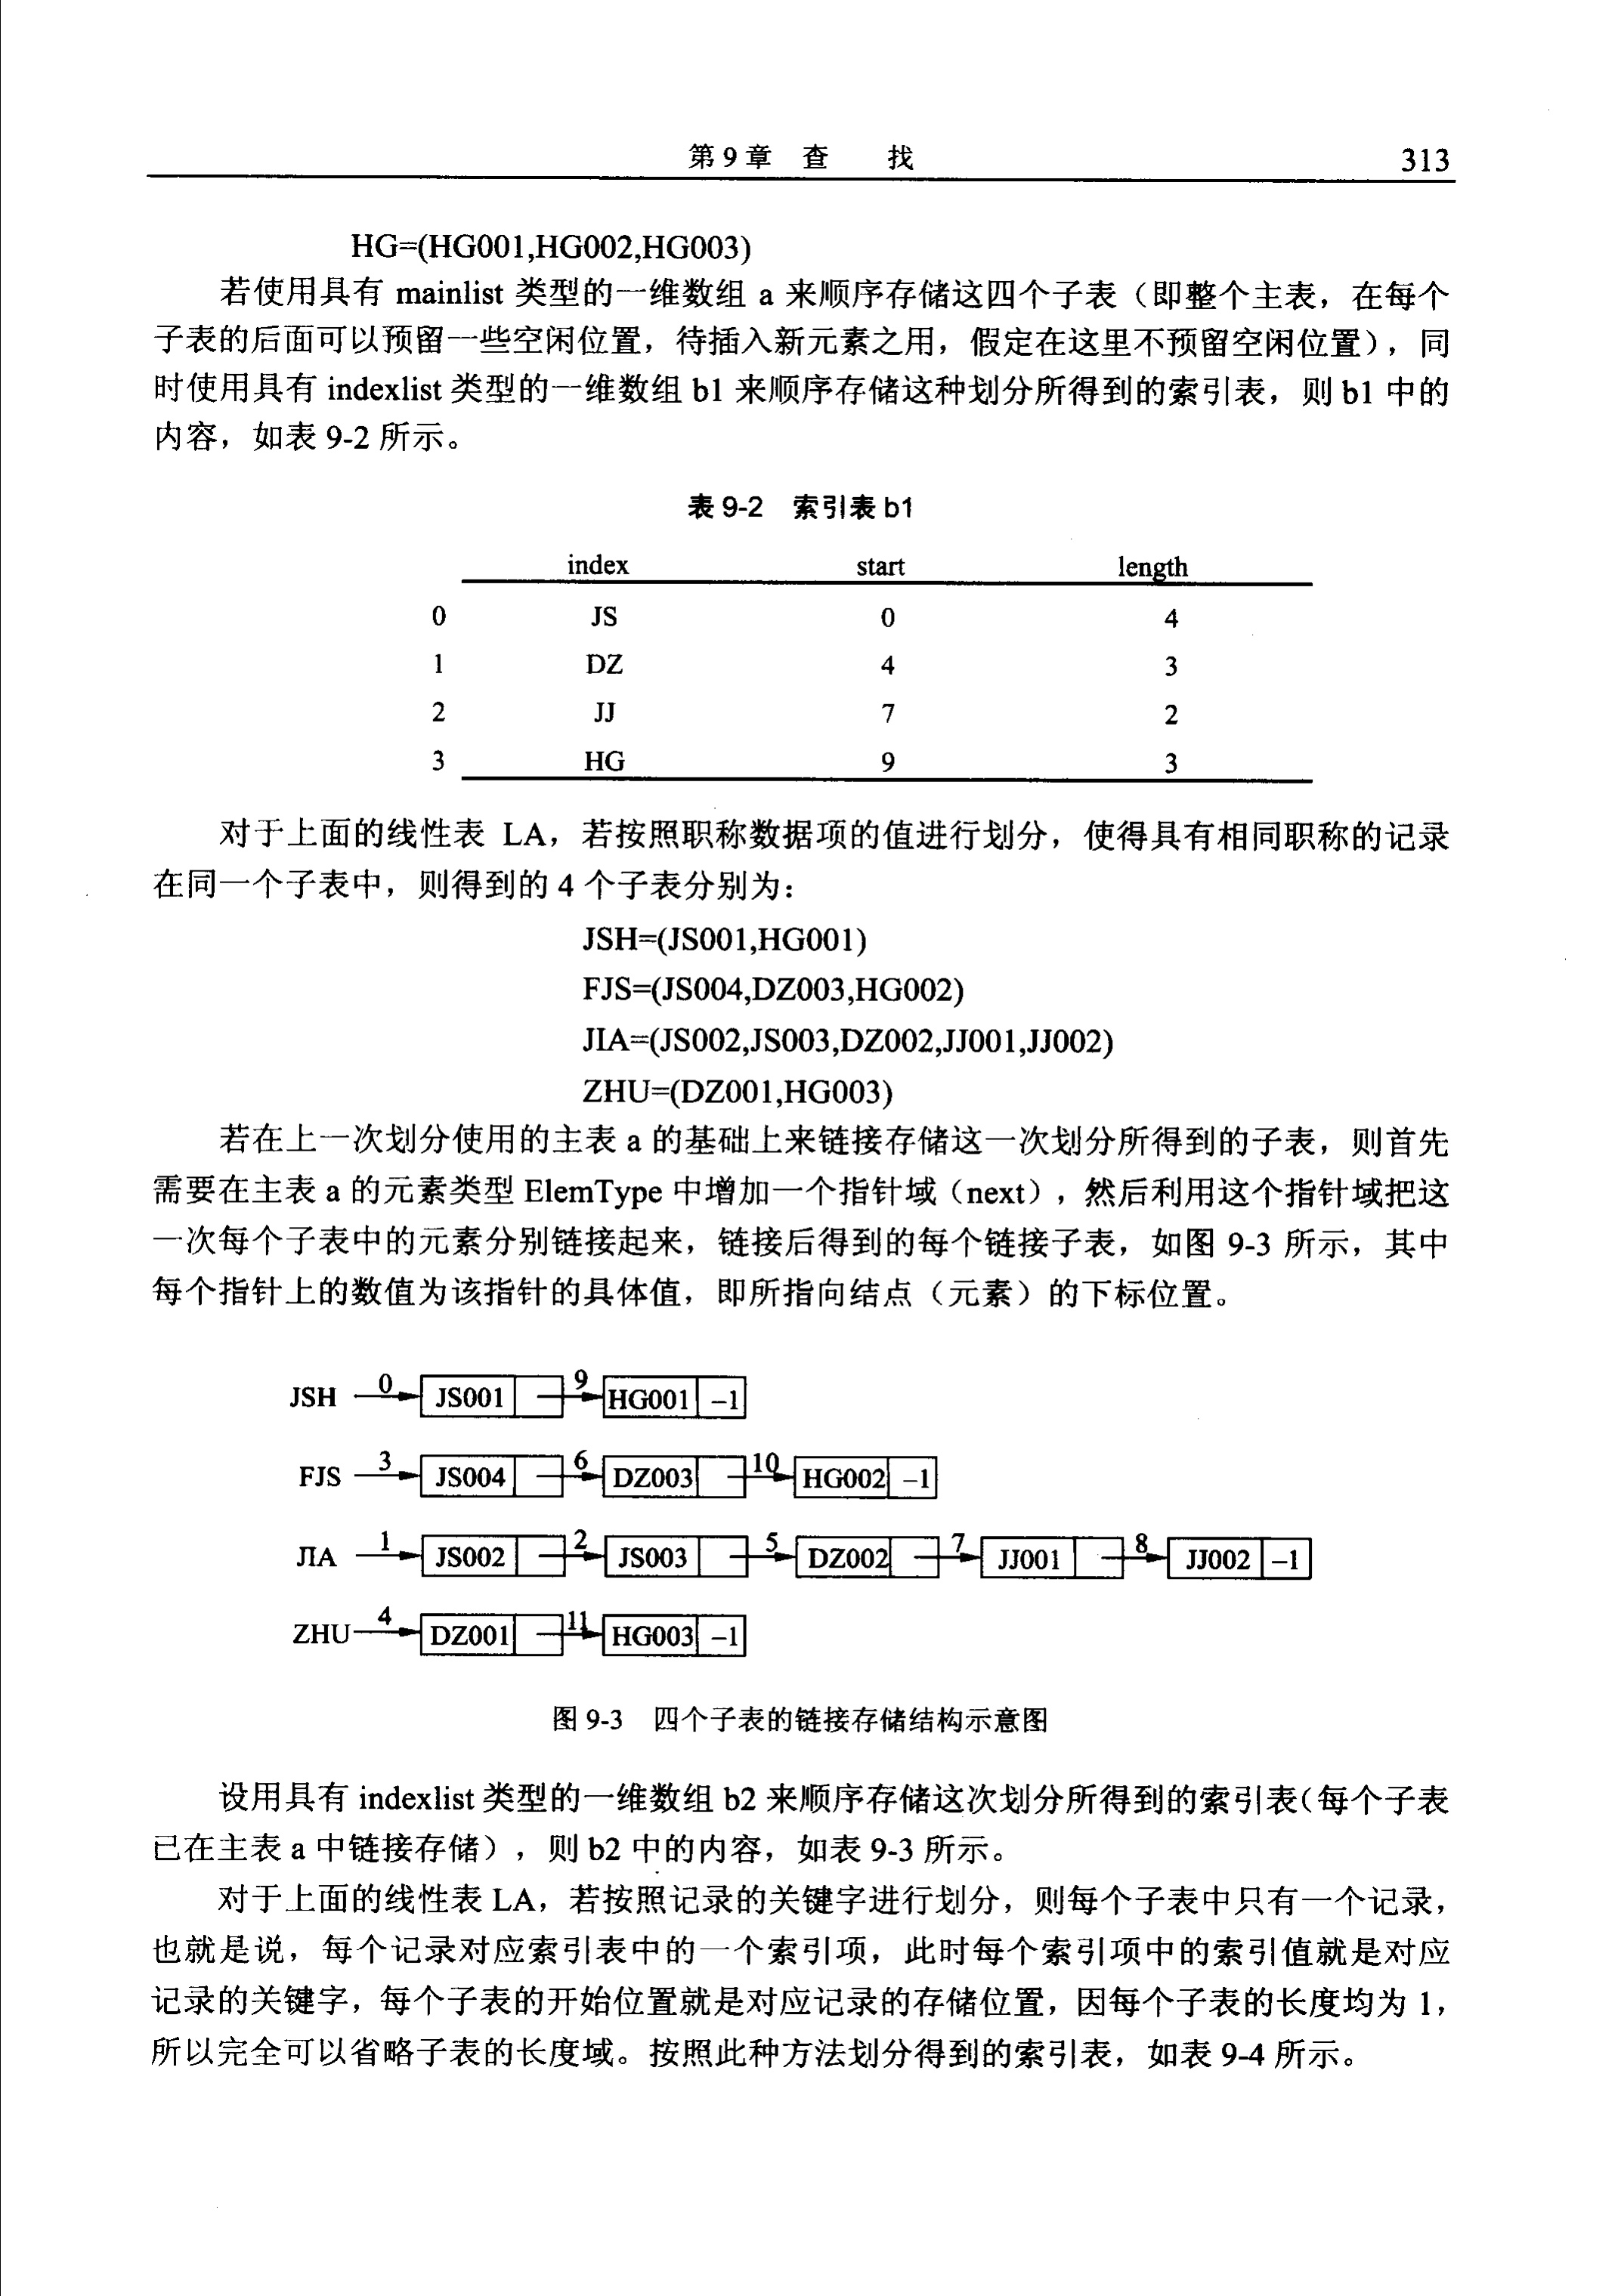 第9章 查 找 313
HG=(HG001,HG002,HG003)
若使用具有 mainlist 类型的一维数组 a 来顺序存储这四个子表（即整个主表，在每个
子表的后面可以预留一些空闲位置，待插入新元素之用，假定在这里不预留空闲位置），同
时使用具有 indexlist 类型的一维数组 b1 来顺序存储这种划分所得到的索引表，则 b1 中的
内容，如表 9-2 所示。
表 9-2 索引表 b1
index start length
0 JS 0 4
1 DZ 4 3
2 JJ 7 2
3 HG 9 3
对于上面的线性表 LA，若按照职称数据项的值进行划分，使得具有相同职称的记录
在同一个子表中，则得到的 4 个子表分别为：
JSH=(JS001,HG001)
FJS=(JS004,DZ003,HG002)
JIA=(JS002,JS003,DZ002,JJ001,JJ002)
ZHU=(DZ001,HG003)
若在上一次划分使用的主表 a 的基础上来链接存储这一次划分所得到的子表，则首先
需要在主表 a 的元素类型 ElemType 中增加一个指针域（next），然后利用这个指针域把这
一次每个子表中的元素分别链接起来，链接后得到的每个链接子表，如图 9-3 所示，其中
每个指针上的数值为该指针的具体值，即所指向结点（元素）的下标位置。
JSH 0 JS001 9 HG001 -1
FJS 3 JS004 6 DZ003 10 HG002 -1
JIA 1 JS002 2 JS003 5 DZ002 7 JJ001 8 JJ002 -1
ZHU 4 DZ001 11 HG003 -1
图 9-3 四个子表的链接存储结构示意图
设用具有 indexlist 类型的一维数组 b2 来顺序存储这次划分所得到的索引表(每个子表
已在主表 a 中链接存储），则 b2 中的内容，如表 9-3 所示。
对于上面的线性表 LA，若按照记录的关键字进行划分，则每个子表中只有一个记录，
也就是说，每个记录对应索引表中的一个索引项，此时每个索引项中的索引值就是对应
记录的关键字，每个子表的开始位置就是对应记录的存储位置，因每个子表的长度均为 1，
所以完全可以省略子表的长度域。按照此种方法划分得到的索引表，如表 9-4 所示。